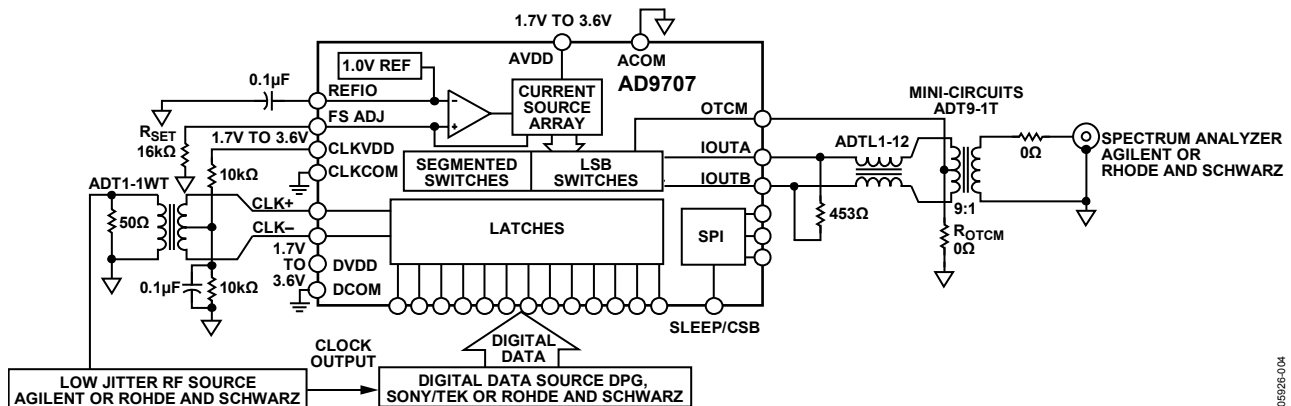 1.7V TO 3.6V
AVDD
ACOM
1.0V REF
AD9707
0.1µF
REFIO
CURRENT
SOURCE
ARRAY
OTCM
MINI-CIRCUITS
ADT9-1T
RSET
16kΩ
1.7V TO 3.6V
FS ADJ
CLKVDD
CLKCOM
10kΩ
SEGMENTED
SWITCHES
LSB
SWITCHES
IOUTA
IOUTB
ADTL1-12
0Ω
SPECTRUM ANALYZER
AGILENT OR
RHODE AND SCHWARZ
ADT1-1WT
50Ω
CLK+
CLK–
LATCHES
SPI
453Ω
9:1
ROTCM
0Ω
1.7V
TO
3.6V
DVDD
DCOM
0.1µF
10kΩ
SLEEP/CSB
CLOCK
OUTPUT
DIGITAL
DATA
LOW JITTER RF SOURCE
AGILENT OR ROHDE AND SCHWARZ
DIGITAL DATA SOURCE DPG,
SONY/TEK OR ROHDE AND SCHWARZ
05926-004